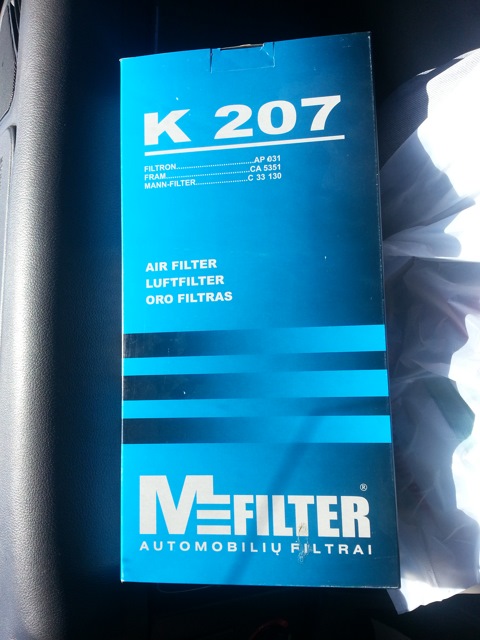 K 207
FILTRON..................................AP 031
FRAM....................................CA 5351
MANN-FILTER......................C 33 130
AIR FILTER
LUFTFILTER
ORO FILTRAS
MFILTER®
AUTOMOBILIŲ FILTRAI